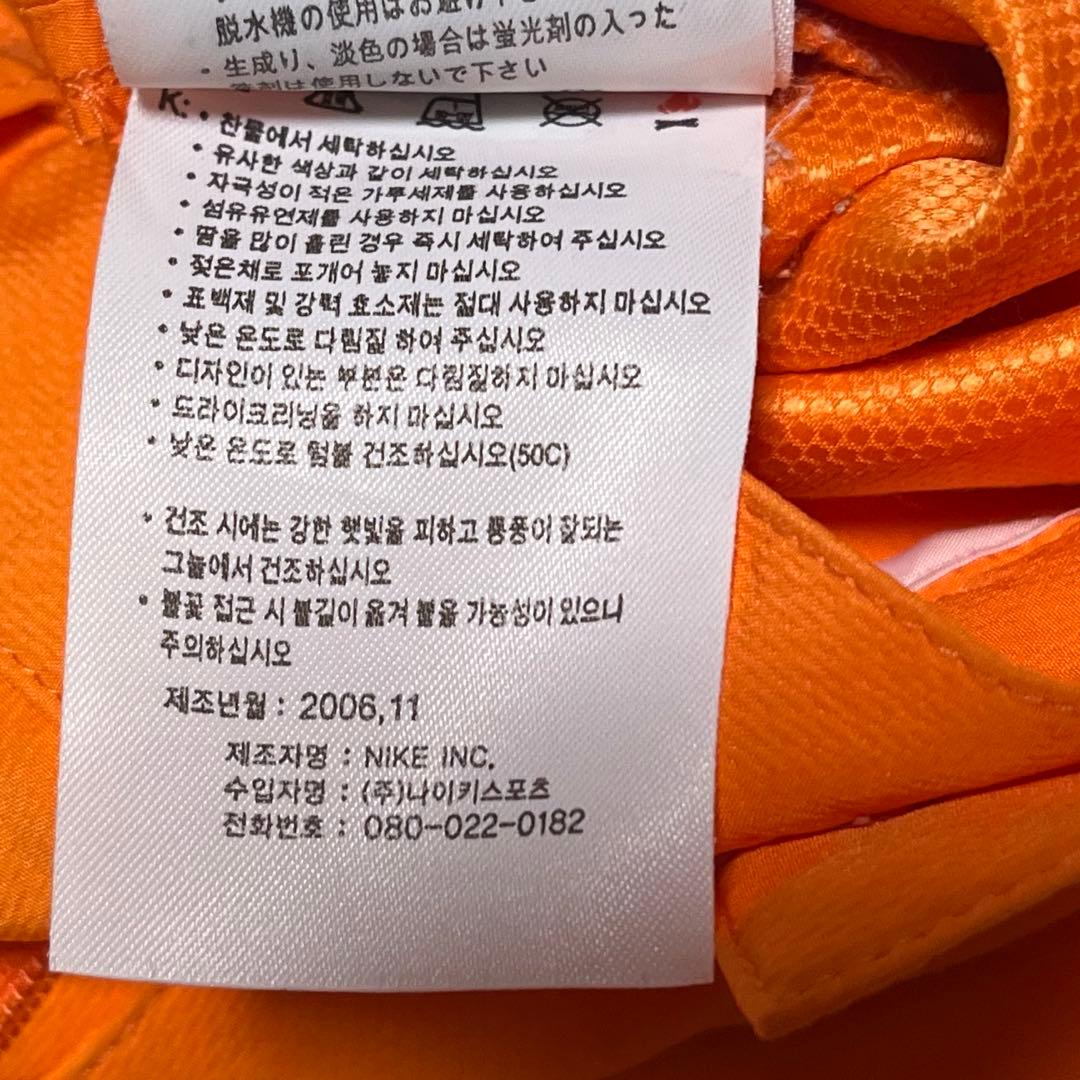 脱水機の使用はお避け下さい
・生成り、淡色の場合は蛍光剤の入った
洗剤は使用しないで下さい
K:
• 찬물에서 세탁하십시오
• 유사한 색상과 같이 세탁하십시오
• 자극성이 적은 가루세제를 사용하십시오
• 섬유유연제를 사용하지 마십시오
• 땀을 많이 흘린 경우 즉시 세탁하여 주십시오
• 젖은채로 포개어 놓지 마십시오
• 표백제 및 강력 효소제는 절대 사용하지 마십시오
• 낮은 온도로 다림질 하여 주십시오
• 디자인이 있는 부분은 다림질하지 마십시오
• 드라이크리닝을 하지 마십시오
• 낮은 온도로 텀블 건조하십시오(50C)
• 건조 시에는 강한 햇빛을 피하고 통풍이 잘되는
그늘에서 건조하십시오
• 불꽃 접근 시 불길이 옮겨 붙을 가능성이 있으니
주의하십시오
제조년월 : 2006,11
제조자명 : NIKE INC.
수입자명 : (주)나이키스포츠
전화번호 : 080-022-0182